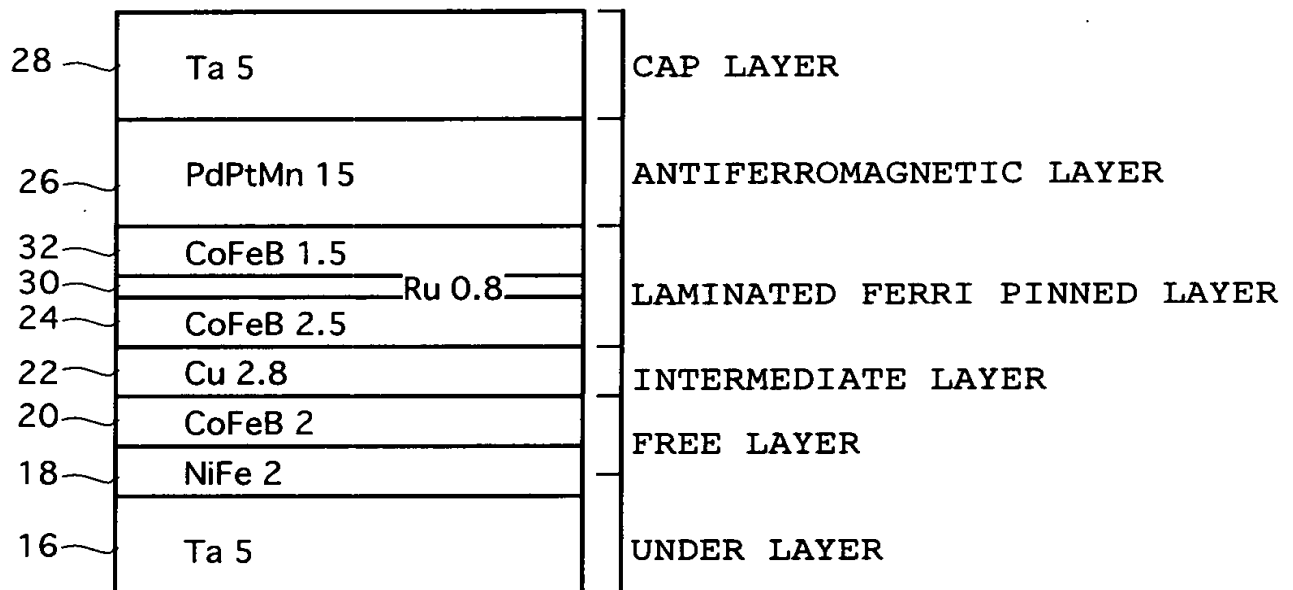 28 Ta 5 CAP LAYER
26 PdPtMn 15 ANTIFERROMAGNETIC LAYER
32 CoFeB 1.5
30 Ru 0.8 LAMINATED FERRI PINNED LAYER
24 CoFeB 2.5
22 Cu 2.8 INTERMEDIATE LAYER
20 CoFeB 2
FREE LAYER
18 NiFe 2
16 Ta 5 UNDER LAYER